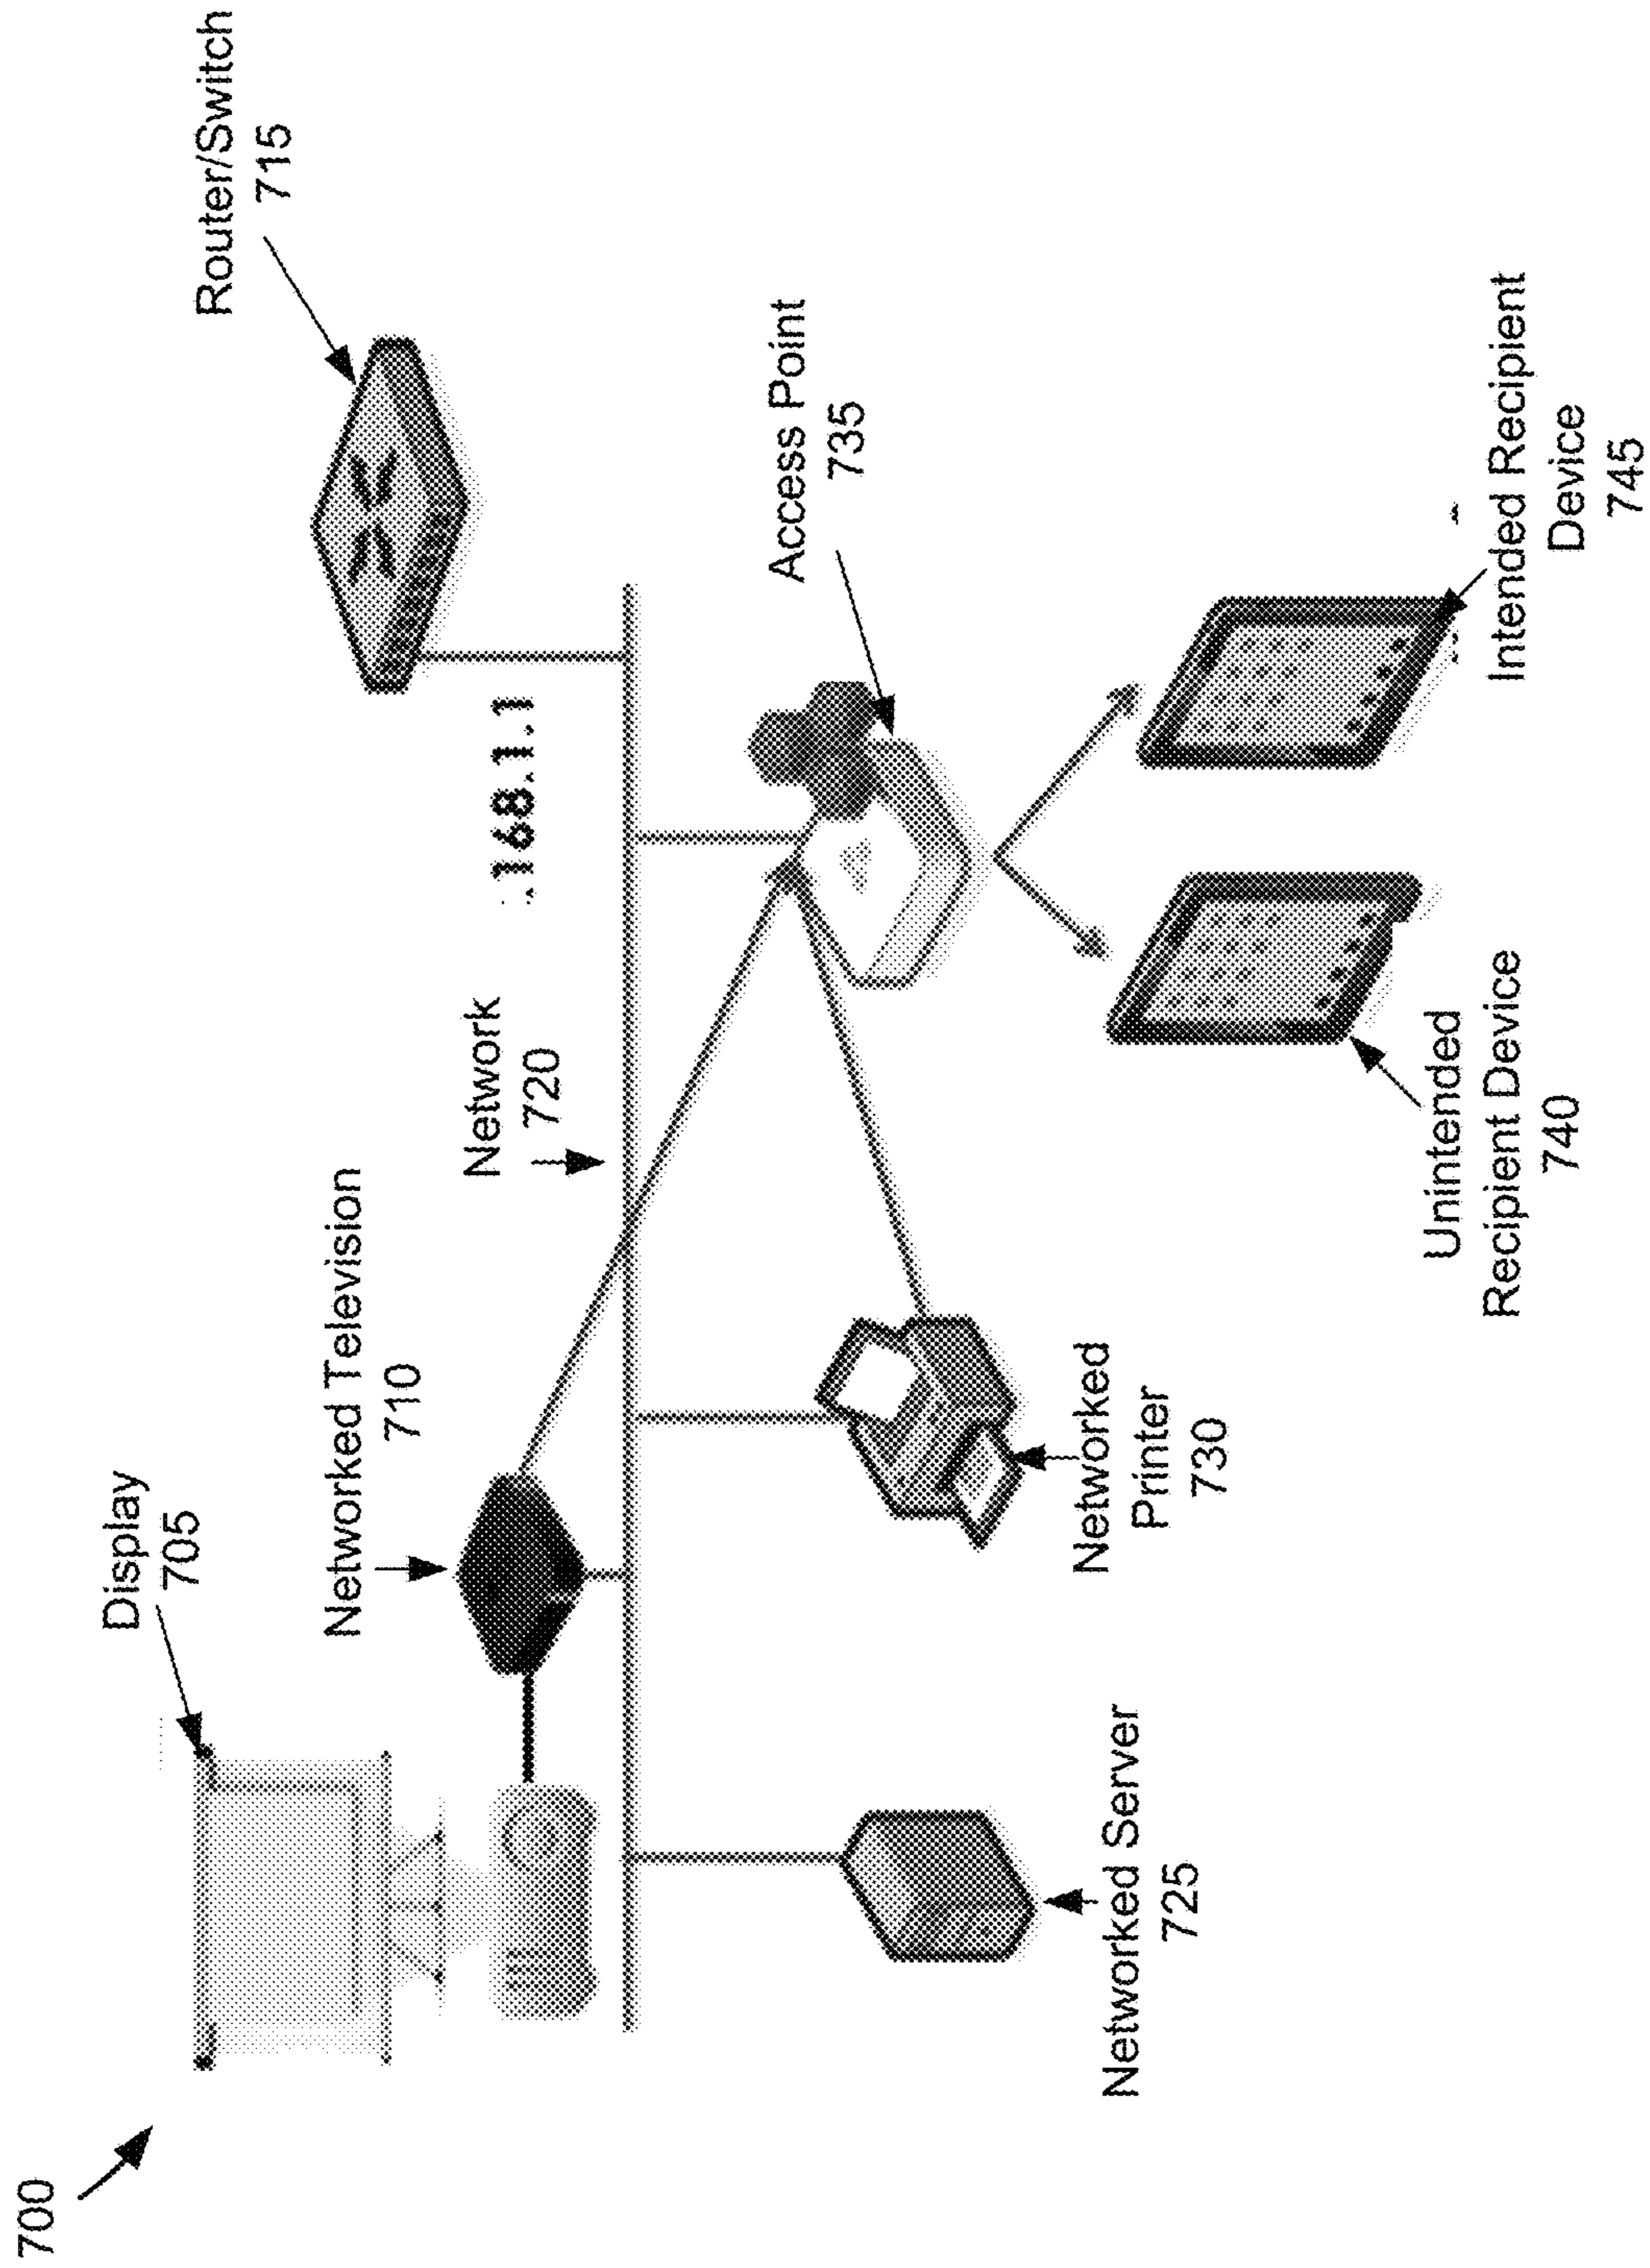 700
Display
705
Networked Television
710
Network
720
.168.1.1
Router/Switch
715
Access Point
735
Networked Server
725
Networked
Printer
730
Unintended
Recipient Device
740
Intended Recipient
Device
745